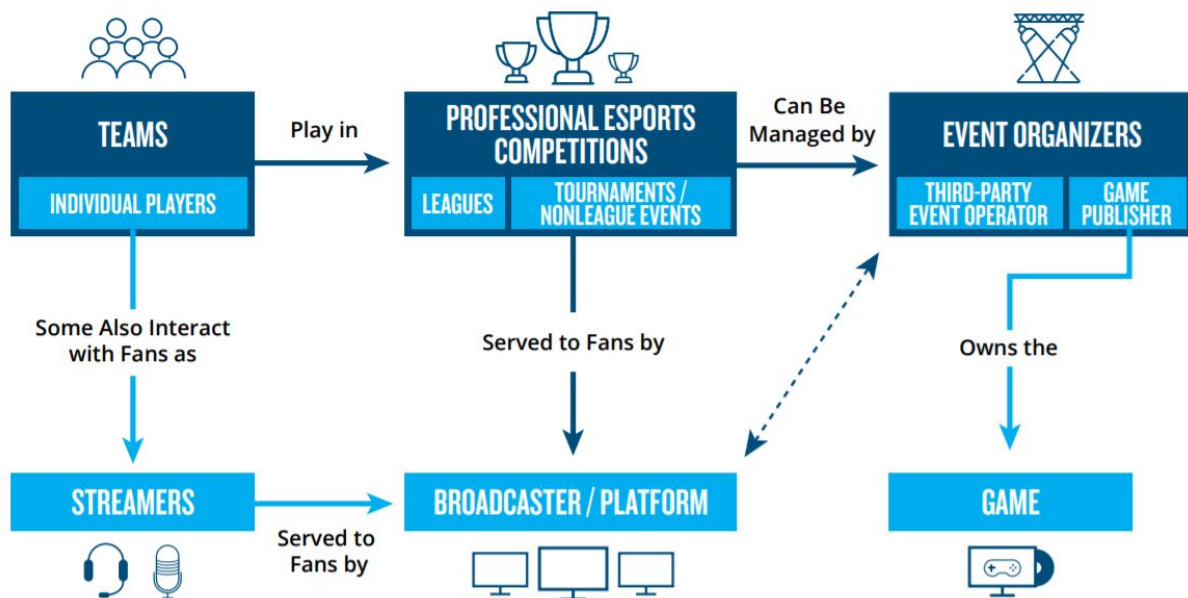 TEAMS
INDIVIDUAL PLAYERS
Play in
PROFESSIONAL ESPORTS
COMPETITIONS
LEAGUES
TOURNAMENTS /
NONLEAGUE EVENTS
Can Be
Managed by
EVENT ORGANIZERS
THIRD-PARTY
EVENT OPERATOR
GAME
PUBLISHER
Some Also Interact
with Fans as
Served to Fans by
Owns the
STREAMERS
Served to
Fans by
BROADCASTER / PLATFORM
GAME